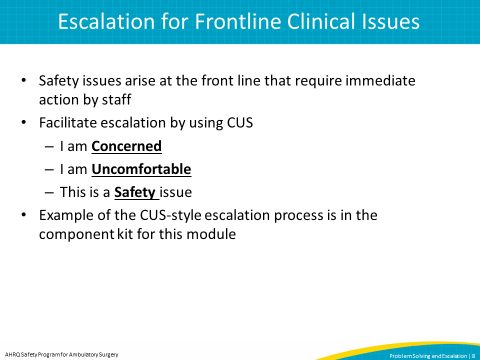 Escalation for Frontline Clinical Issues
• Safety issues arise at the front line that require immediate
action by staff
• Facilitate escalation by using CUS
– I am Concerned
– I am Uncomfortable
– This is a Safety issue
• Example of the CUS-style escalation process is in the
component kit for this module
AHRQ Safety Program for Ambulatory Surgery
Problem Solving and Escalation | 8